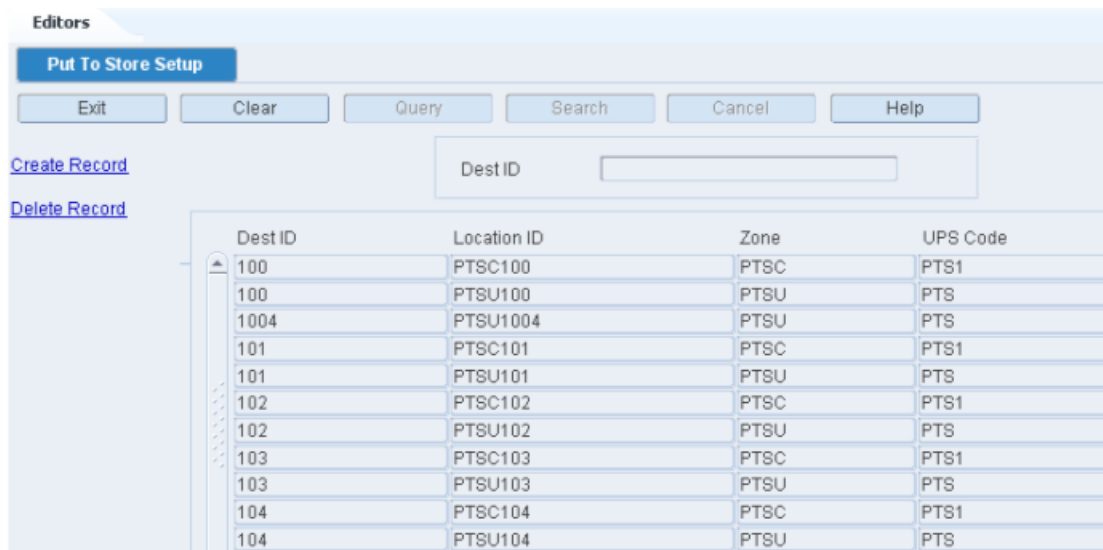 Editors
Put To Store Setup
Exit Clear Query Search Cancel Help
Create Record
Dest ID
Delete Record
Dest ID Location ID Zone UPS Code
100 PTSC100 PTSC PTS1
100 PTSU100 PTSU PTS
1004 PTSU1004 PTSU PTS
101 PTSC101 PTSC PTS1
101 PTSU101 PTSU PTS
102 PTSC102 PTSC PTS1
102 PTSU102 PTSU PTS
103 PTSC103 PTSC PTS1
103 PTSU103 PTSU PTS
104 PTSC104 PTSC PTS1
104 PTSU104 PTSU PTS